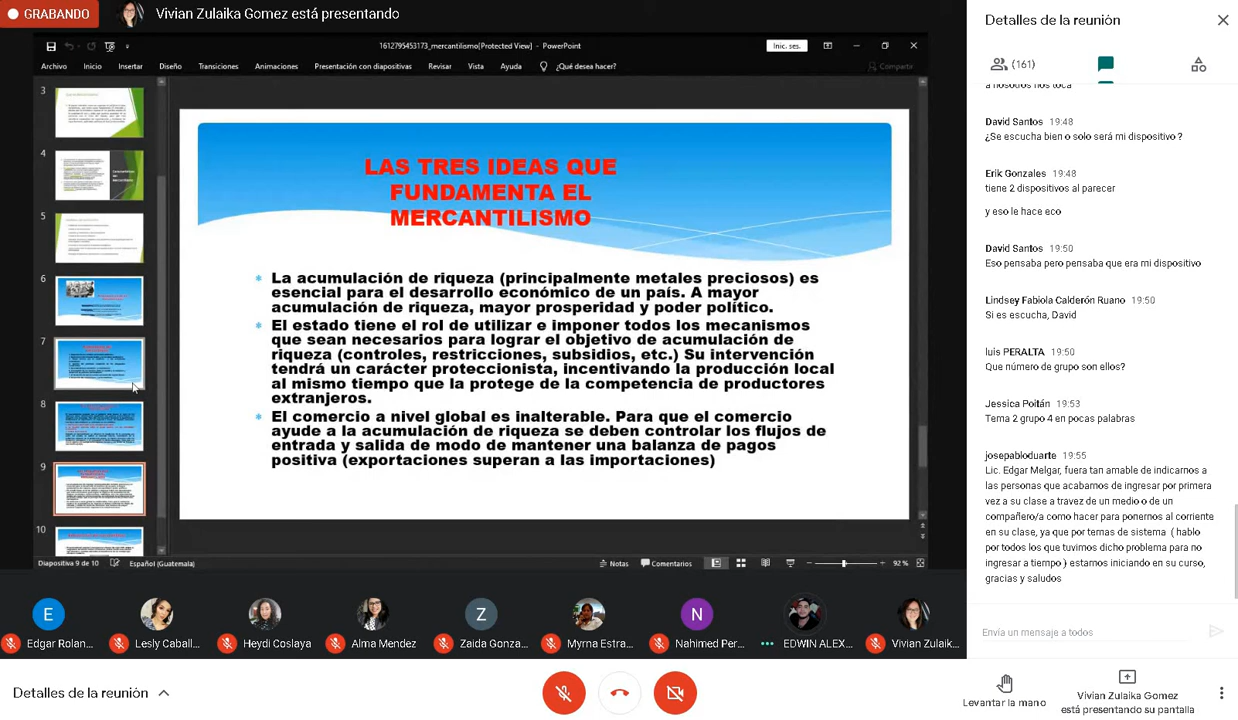 GRABANDO
Vivian Zulaika Gomez está presentando
1612795453173_mercantilismo[Protected View] - PowerPoint
Inic. ses.
Archivo Inicio Insertar Diseño Transiciones Animaciones Presentación con diapositivas Revisar Vista Ayuda ¿Qué desea hacer? Compartir
3
4
5
6
7
8
9
10
LAS TRES IDEAS QUE
FUNDAMENTA EL
MERCANTILISMO
* La acumulación de riqueza (principalmente metales preciosos) es
esencial para el desarrollo económico de un país. A mayor
acumulación de riqueza, mayor prosperidad y poder político.
* El estado tiene el rol de utilizar e imponer todos los mecanismos
que sean necesarios para lograr el objetivo de acumulación de
riqueza (controles, restricciones, subsidios, etc.) Su intervención
tendrá un carácter proteccionisa, incentivando la producción local
al mismo tiempo que la protege de la competencia de productores
extranjeros.
* El comercio a nivel global es inalterable. Para que el comercio
ayude a la acumulación de riqueza se deben controlar los flujos de
entrada y salida de modo de mantener una balanza de pagos
positiva (exportaciones superan a las importaciones)
Diapositiva 9 de 10 Español (Guatemala) Notas Comentarios 92 %
E
Z
N
Edgar Rolan...
Lesly Caball...
Heydi Coslaya
Alma Mendez
Zaida Gonza...
Myrna Estra...
Nahimed Per...
EDWIN ALEX...
Vivian Zulaik...
Detalles de la reunión
(161)
a nosotros nos toca
David Santos 19:48
¿Se escucha bien o solo será mi dispositivo ?
Erik Gonzales 19:48
tiene 2 dispositivos al parecer
y eso le hace eco
David Santos 19:50
Eso pensaba pero pensaba que era mi dispositivo
Lindsey Fabiola Calderón Ruano 19:50
Si es escucha, David
luis PERALTA 19:50
Que número de grupo son ellos?
Jessica Poitán 19:53
Tema 2 grupo 4 en pocas palabras
josepabloduarte 19:55
Lic. Edgar Melgar, fuera tan amable de indicarnos a
las personas que acabamos de ingresar por primera
vez a su clase a travez de un medio o de un
compañero/a como hacer para ponernos al corriente
en su clase, ya que por temas de sistema ( hablo
por todos los que tuvimos dicho problema para no
ingresar a tiempo ) estamos iniciando en su curso,
gracias y saludos
Envía un mensaje a todos
Detalles de la reunión
Levantar la mano
Vivian Zulaika Gomez
está presentando su pantalla